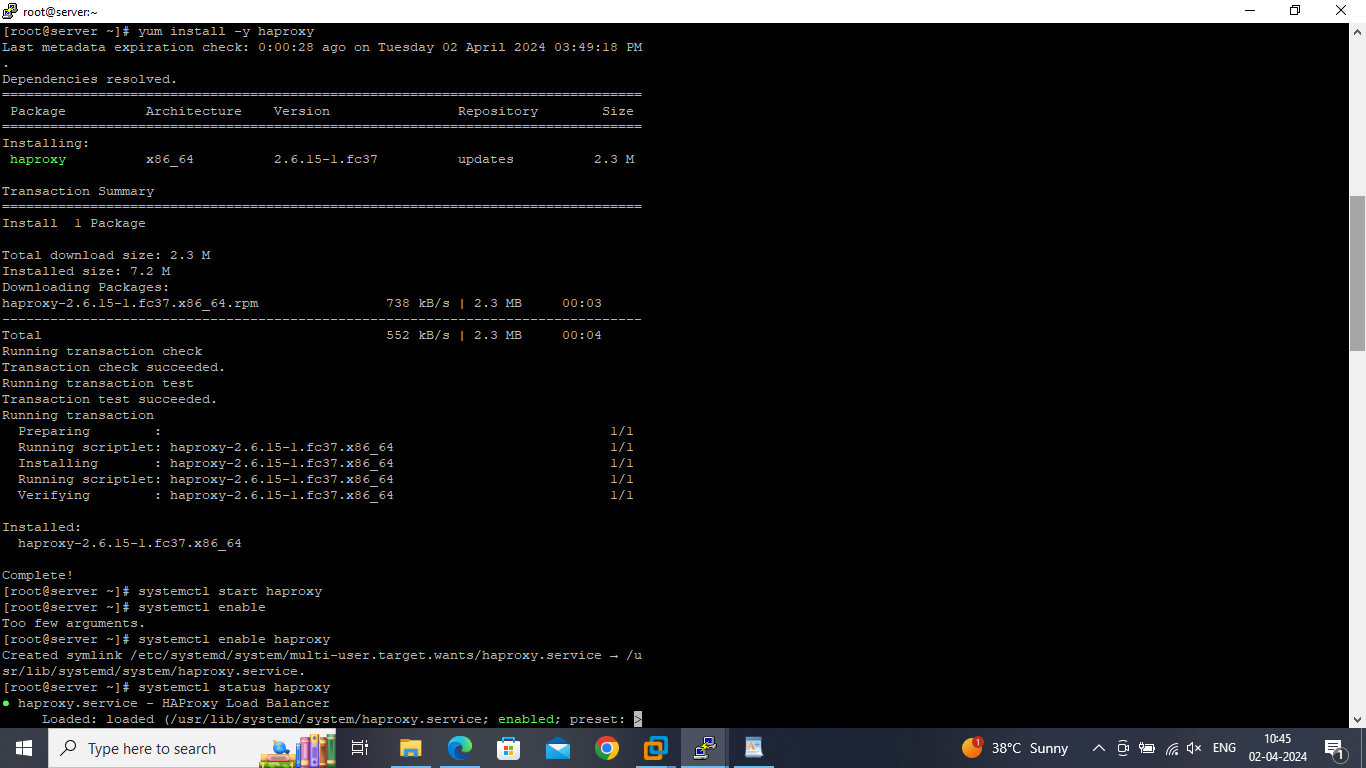 root@server:~
[root@server ~]# yum install -y haproxy
Last metadata expiration check: 0:00:28 ago on Tuesday 02 April 2024 03:49:18 PM
.
Dependencies resolved.
================================================================================
 Package          Architecture    Version                Repository        Size
================================================================================
Installing:
 haproxy          x86_64          2.6.15-1.fc37          updates          2.3 M

Transaction Summary
================================================================================
Install  1 Package

Total download size: 2.3 M
Installed size: 7.2 M
Downloading Packages:
haproxy-2.6.15-1.fc37.x86_64.rpm                738 kB/s | 2.3 MB     00:03
--------------------------------------------------------------------------------
Total                                           552 kB/s | 2.3 MB     00:04
Running transaction check
Transaction check succeeded.
Running transaction test
Transaction test succeeded.
Running transaction
  Preparing        :                                                        1/1
  Running scriptlet: haproxy-2.6.15-1.fc37.x86_64                           1/1
  Installing       : haproxy-2.6.15-1.fc37.x86_64                           1/1
  Running scriptlet: haproxy-2.6.15-1.fc37.x86_64                           1/1
  Verifying        : haproxy-2.6.15-1.fc37.x86_64                           1/1

Installed:
  haproxy-2.6.15-1.fc37.x86_64

Complete!
[root@server ~]# systemctl start haproxy
[root@server ~]# systemctl enable
Too few arguments.
[root@server ~]# systemctl enable haproxy
Created symlink /etc/systemd/system/multi-user.target.wants/haproxy.service → /u
sr/lib/systemd/system/haproxy.service.
[root@server ~]# systemctl status haproxy
● haproxy.service - HAProxy Load Balancer
     Loaded: loaded (/usr/lib/systemd/system/haproxy.service; enabled; preset: >
Type here to search
1
38°C Sunny
ENG
10:45
02-04-2024
1